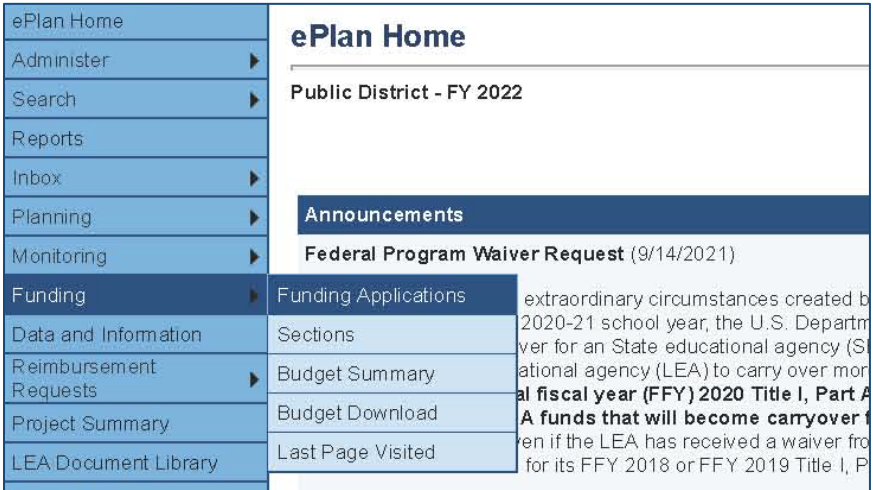 ePlan Home
Administer
Search
Reports
Inbox
Planning
Monitoring
Funding
Data and Information
Reimbursement
Requests
Project Summary
LEA Document Library
Funding Applications
Sections
Budget Summary
Budget Download
Last Page Visited
ePlan Home
Public District - FY 2022
Announcements
Federal Program Waiver Request (9/14/2021)
extraordinary circumstances created b
2020-21 school year, the U.S. Departm
ver for an State educational agency (S
ational agency (LEA) to carry over mor
al fiscal year (FFY) 2020 Title I, Part A
A funds that will become carryover f
en if the LEA has received a waiver fro
for its FFY 2018 or FFY 2019 Title I, P